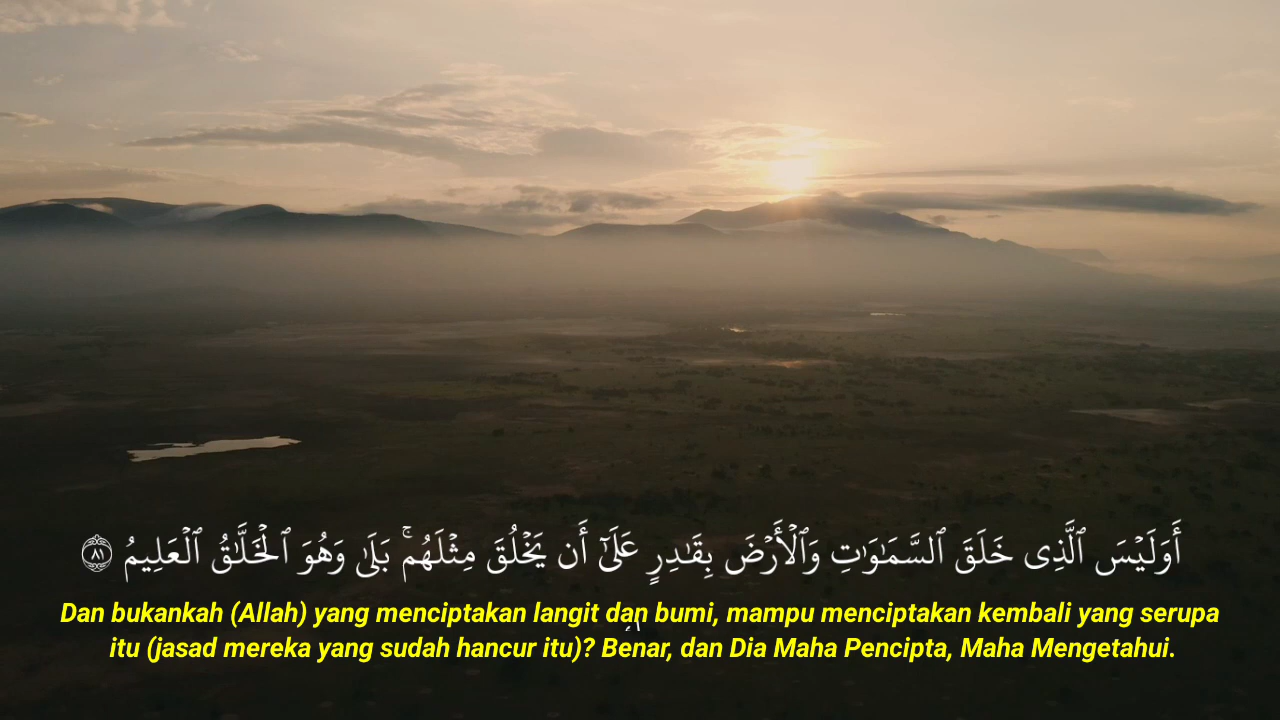 أَوَلَيْسَ ٱلَّذِى خَلَقَ ٱلسَّمَـٰوَٰتِ وَٱلْأَرْضَ بِقَـٰدِرٍ عَلَىٰٓ أَن يَخْلُقَ مِثْلَهُم ۚ بَلَىٰ وَهُوَ ٱلْخَلَّـٰقُ ٱلْعَلِيمُ ٨١
Dan bukankah (Allah) yang menciptakan langit dan bumi, mampu menciptakan kembali yang serupa
itu (jasad mereka yang sudah hancur itu)? Benar, dan Dia Maha Pencipta, Maha Mengetahui.